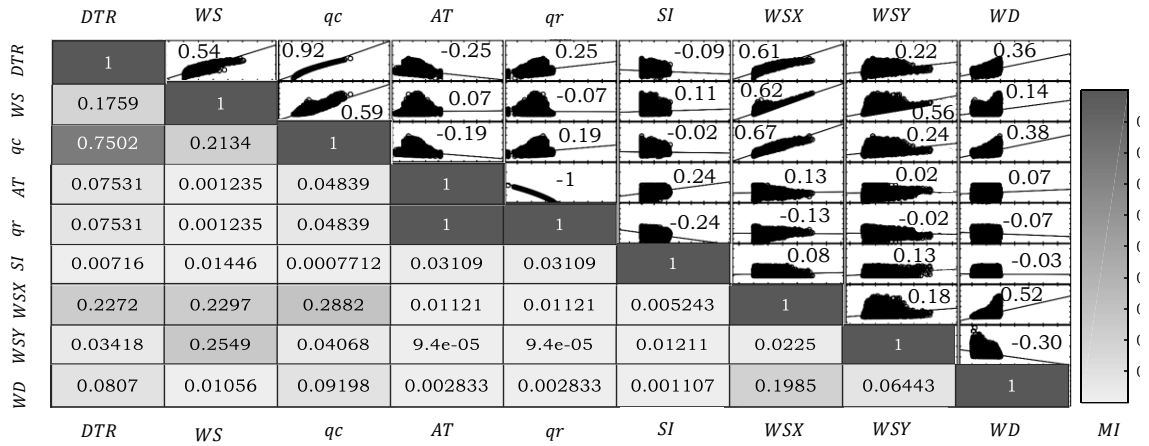 DTR WS qc AT qr SI WSX WSY WD
DTR 1 0.54 0.92 -0.25 0.25 -0.09 0.61 0.22 0.36
WS 0.1759 1 0.59 0.07 -0.07 0.11 0.62 0.56 0.14
qc 0.7502 0.2134 1 -0.19 0.19 -0.02 0.67 0.24 0.38
AT 0.07531 0.001235 0.04839 1 -1 0.24 0.13 0.02 0.07
qr 0.07531 0.001235 0.04839 1 1 -0.24 -0.13 -0.02 -0.07
SI 0.00716 0.01446 0.0007712 0.03109 0.03109 1 0.08 0.13 -0.03
WSX 0.2272 0.2297 0.2882 0.01121 0.01121 0.005243 1 0.18 0.52
WSY 0.03418 0.2549 0.04068 9.4e-05 9.4e-05 0.01211 0.0225 1 -0.30
WD 0.0807 0.01056 0.09198 0.002833 0.002833 0.001107 0.1985 0.06443 1
DTR WS qc AT qr SI WSX WSY WD MI